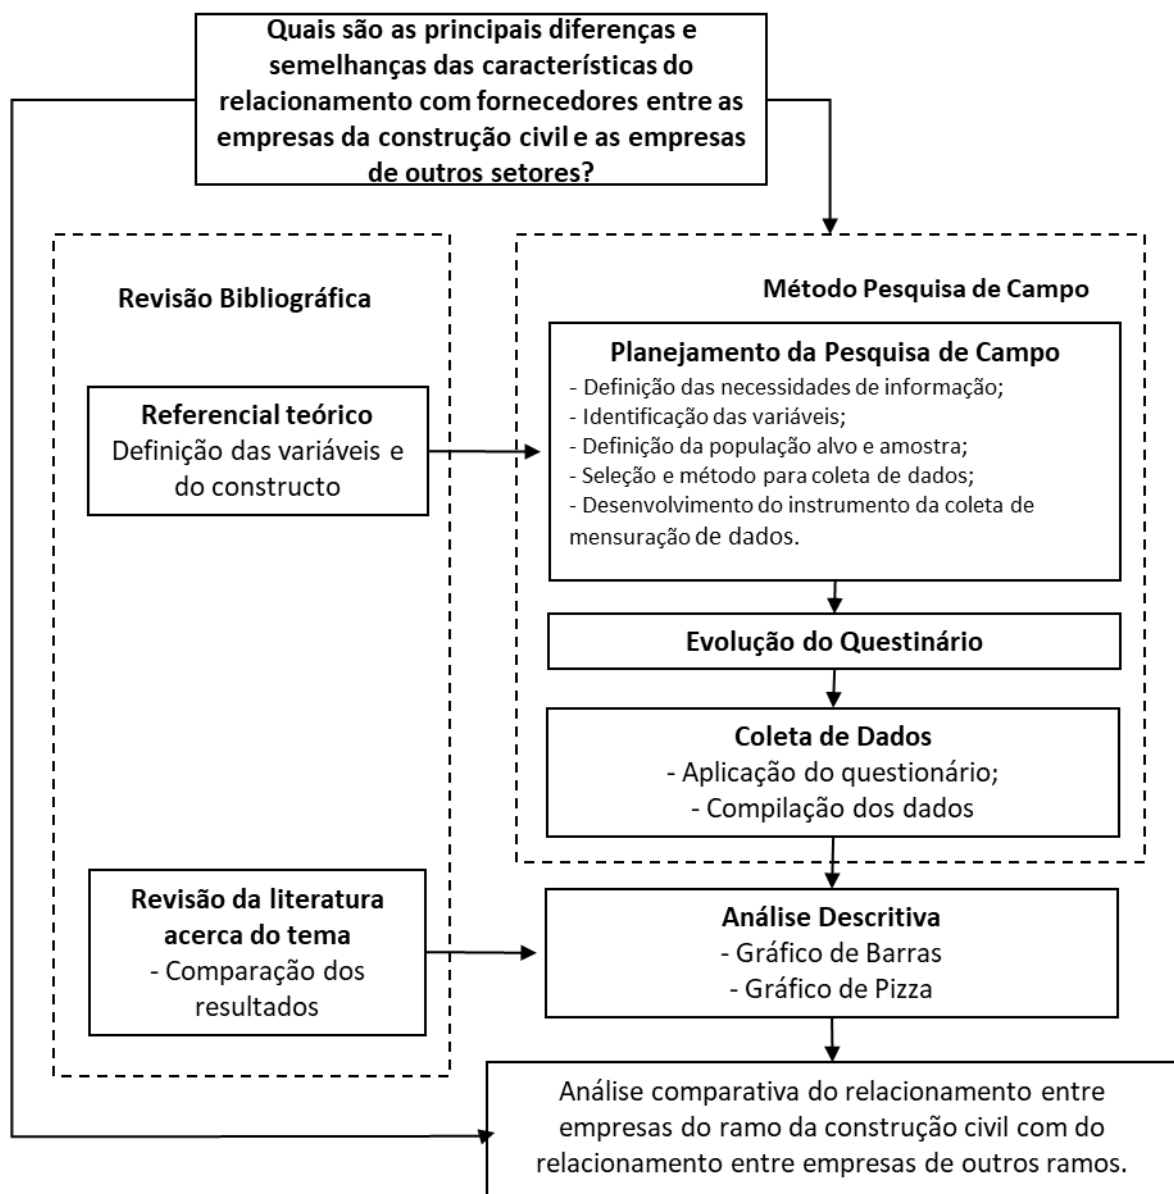 Quais são as principais diferenças e
semelhanças das características do
relacionamento com fornecedores entre as
empresas da construção civil e as empresas
de outros setores?
Revisão Bibliográfica
Referencial teórico
Definição das variáveis e
do constructo
Revisão da literatura
acerca do tema
- Comparação dos
resultados
Método Pesquisa de Campo
Planejamento da Pesquisa de Campo
- Definição das necessidades de informação;
- Identificação das variáveis;
- Definição da população alvo e amostra;
- Seleção e método para coleta de dados;
- Desenvolvimento do instrumento da coleta de
mensuração de dados.
Evolução do Questinário
Coleta de Dados
- Aplicação do questionário;
- Compilação dos dados
Análise Descritiva
- Gráfico de Barras
- Gráfico de Pizza
Análise comparativa do relacionamento entre
empresas do ramo da construção civil com do
relacionamento entre empresas de outros ramos.